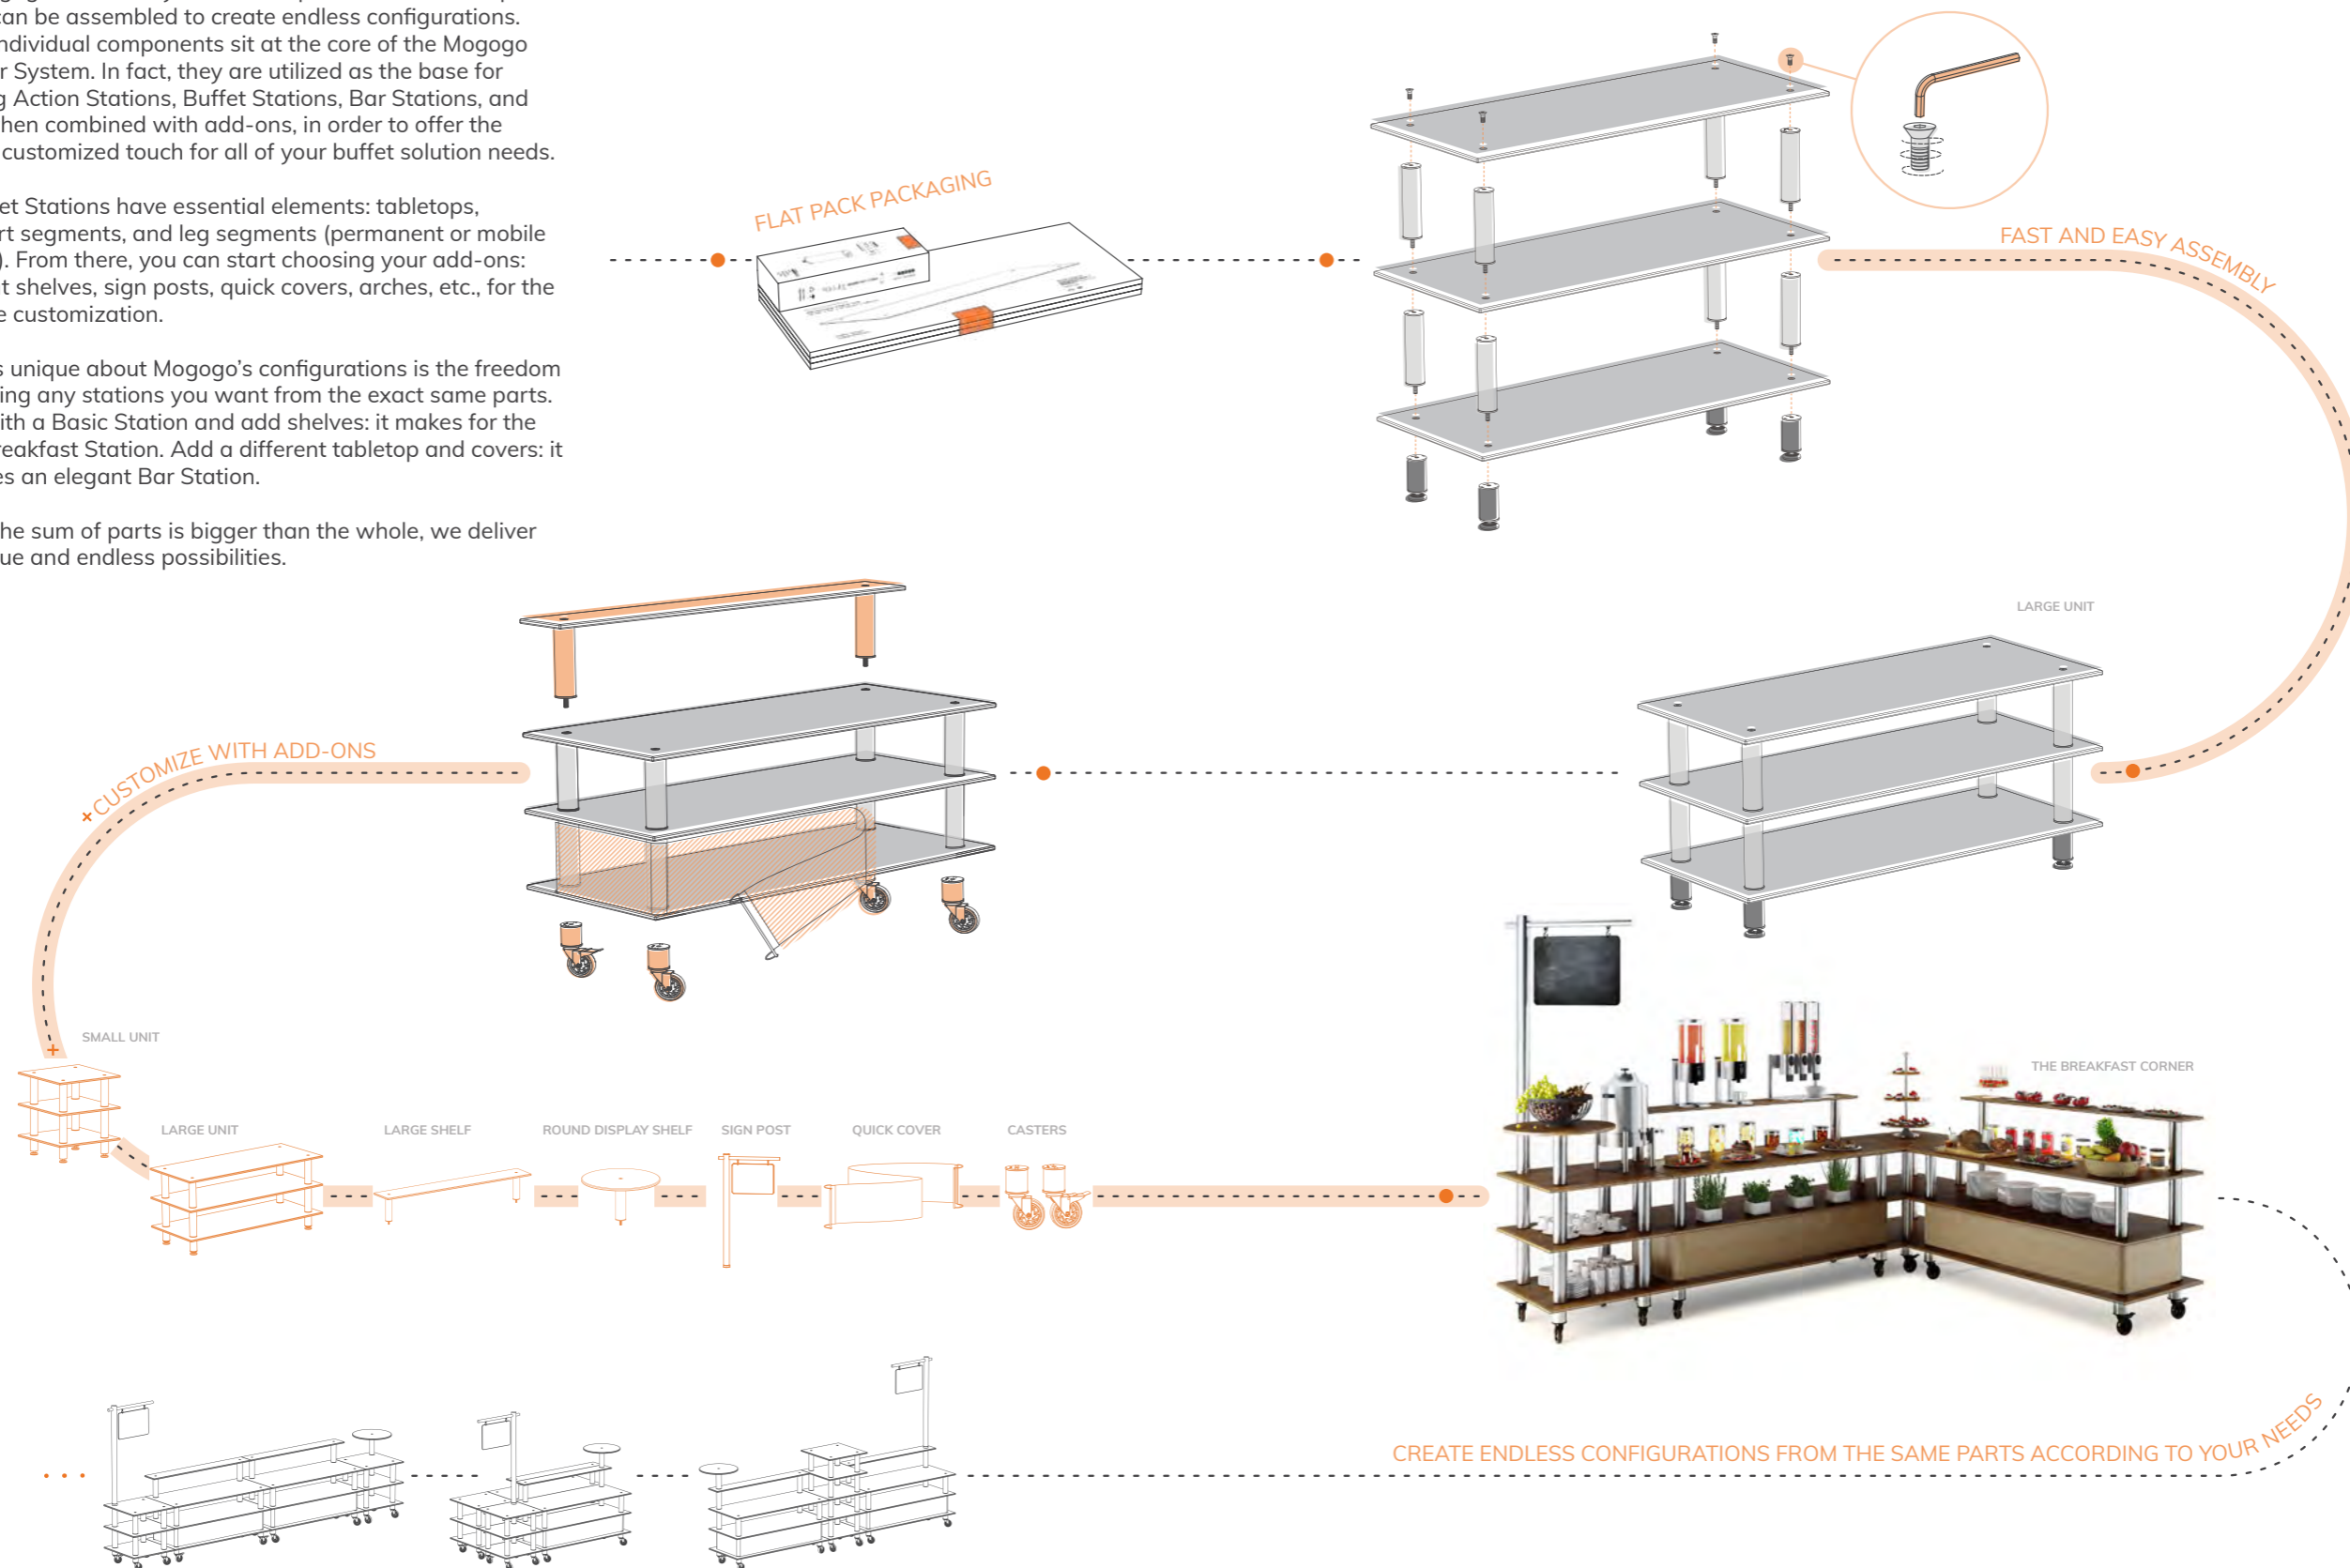 can be assembled to create endless configurations.
ndividual components sit at the core of the Mogogo
r System. In fact, they are utilized as the base for
g Action Stations, Buffet Stations, Bar Stations, and
hen combined with add-ons, in order to offer the
customized touch for all of your buffet solution needs.
et Stations have essential elements: tabletops,
rt segments, and leg segments (permanent or mobile
). From there, you can start choosing your add-ons:
t shelves, sign posts, quick covers, arches, etc., for the
e customization.
s unique about Mogogo's configurations is the freedom
ing any stations you want from the exact same parts.
ith a Basic Station and add shelves: it makes for the
reakfast Station. Add a different tabletop and covers: it
es an elegant Bar Station.
he sum of parts is bigger than the whole, we deliver
ue and endless possibilities.
FLAT PACK PACKAGING
FAST AND EASY ASSEMBLY
LARGE UNIT
+CUSTOMIZE WITH ADD-ONS
+
SMALL UNIT
LARGE UNIT
LARGE SHELF
ROUND DISPLAY SHELF
SIGN POST
QUICK COVER
CASTERS
THE BREAKFAST CORNER
CREATE ENDLESS CONFIGURATIONS FROM THE SAME PARTS ACCORDING TO YOUR NEEDS